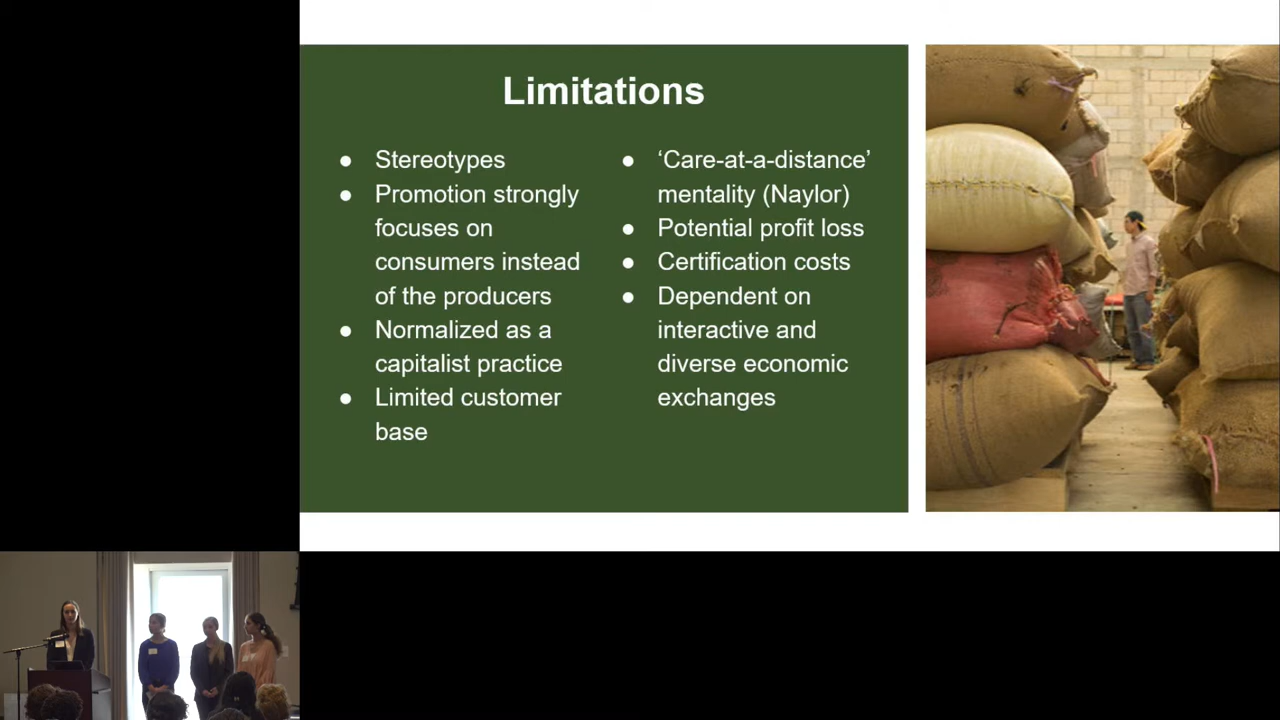 Limitations
● Stereotypes
● Promotion strongly
focuses on
consumers instead
of the producers
● Normalized as a
capitalist practice
● Limited customer
base
● ‘Care-at-a-distance’
mentality (Naylor)
● Potential profit loss
● Certification costs
● Dependent on
interactive and
diverse economic
exchanges